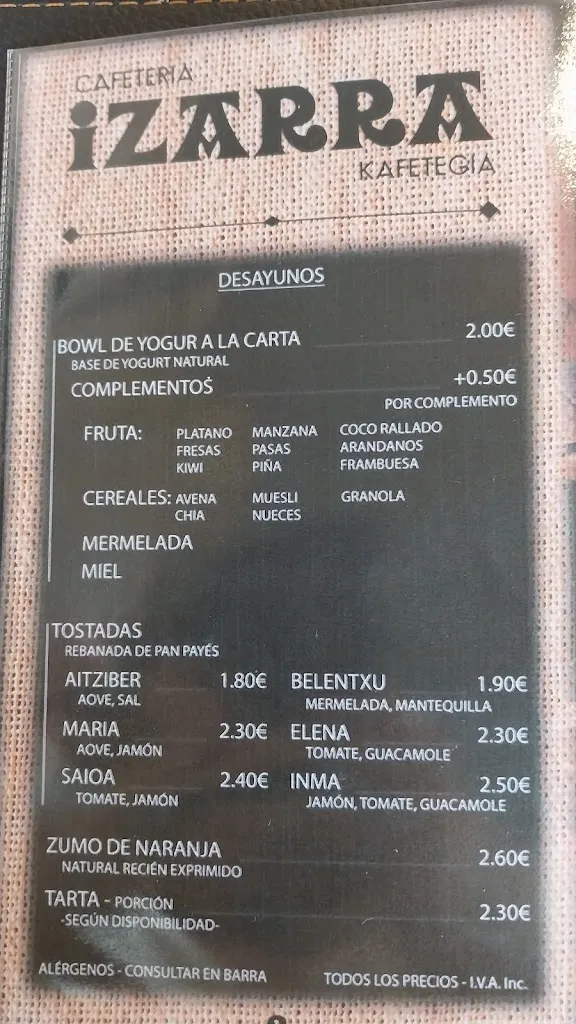 CAFETERIA
iZARRA
KAFETEGIA
DESAYUNOS
BOWL DE YOGUR A LA CARTA 2.00€
BASE DE YOGURT NATURAL
COMPLEMENTOS +0.50€
POR COMPLEMENTO
FRUTA: PLATANO MANZANA COCO RALLADO
FRESAS PASAS ARANDANOS
KIWI PIÑA FRAMBUESA
CEREALES: AVENA MUESLI GRANOLA
CHIA NUECES
MERMELADA
MIEL
TOSTADAS
REBANADA DE PAN PAYÉS
AITZIBER 1.80€ BELENTXU 1.90€
AOVE, SAL MERMELADA, MANTEQUILLA
MARIA 2.30€ ELENA 2.30€
AOVE, JAMÓN TOMATE, GUACAMOLE
SAIOA 2.40€ INMA 2.50€
TOMATE, JAMÓN JAMÓN, TOMATE, GUACAMOLE
ZUMO DE NARANJA 2.60€
NATURAL RECIÉN EXPRIMIDO
TARTA - PORCIÓN 2.30€
-SEGÚN DISPONIBILIDAD-
ALÉRGENOS - CONSULTAR EN BARRA TODOS LOS PRECIOS - I.V.A. Inc.